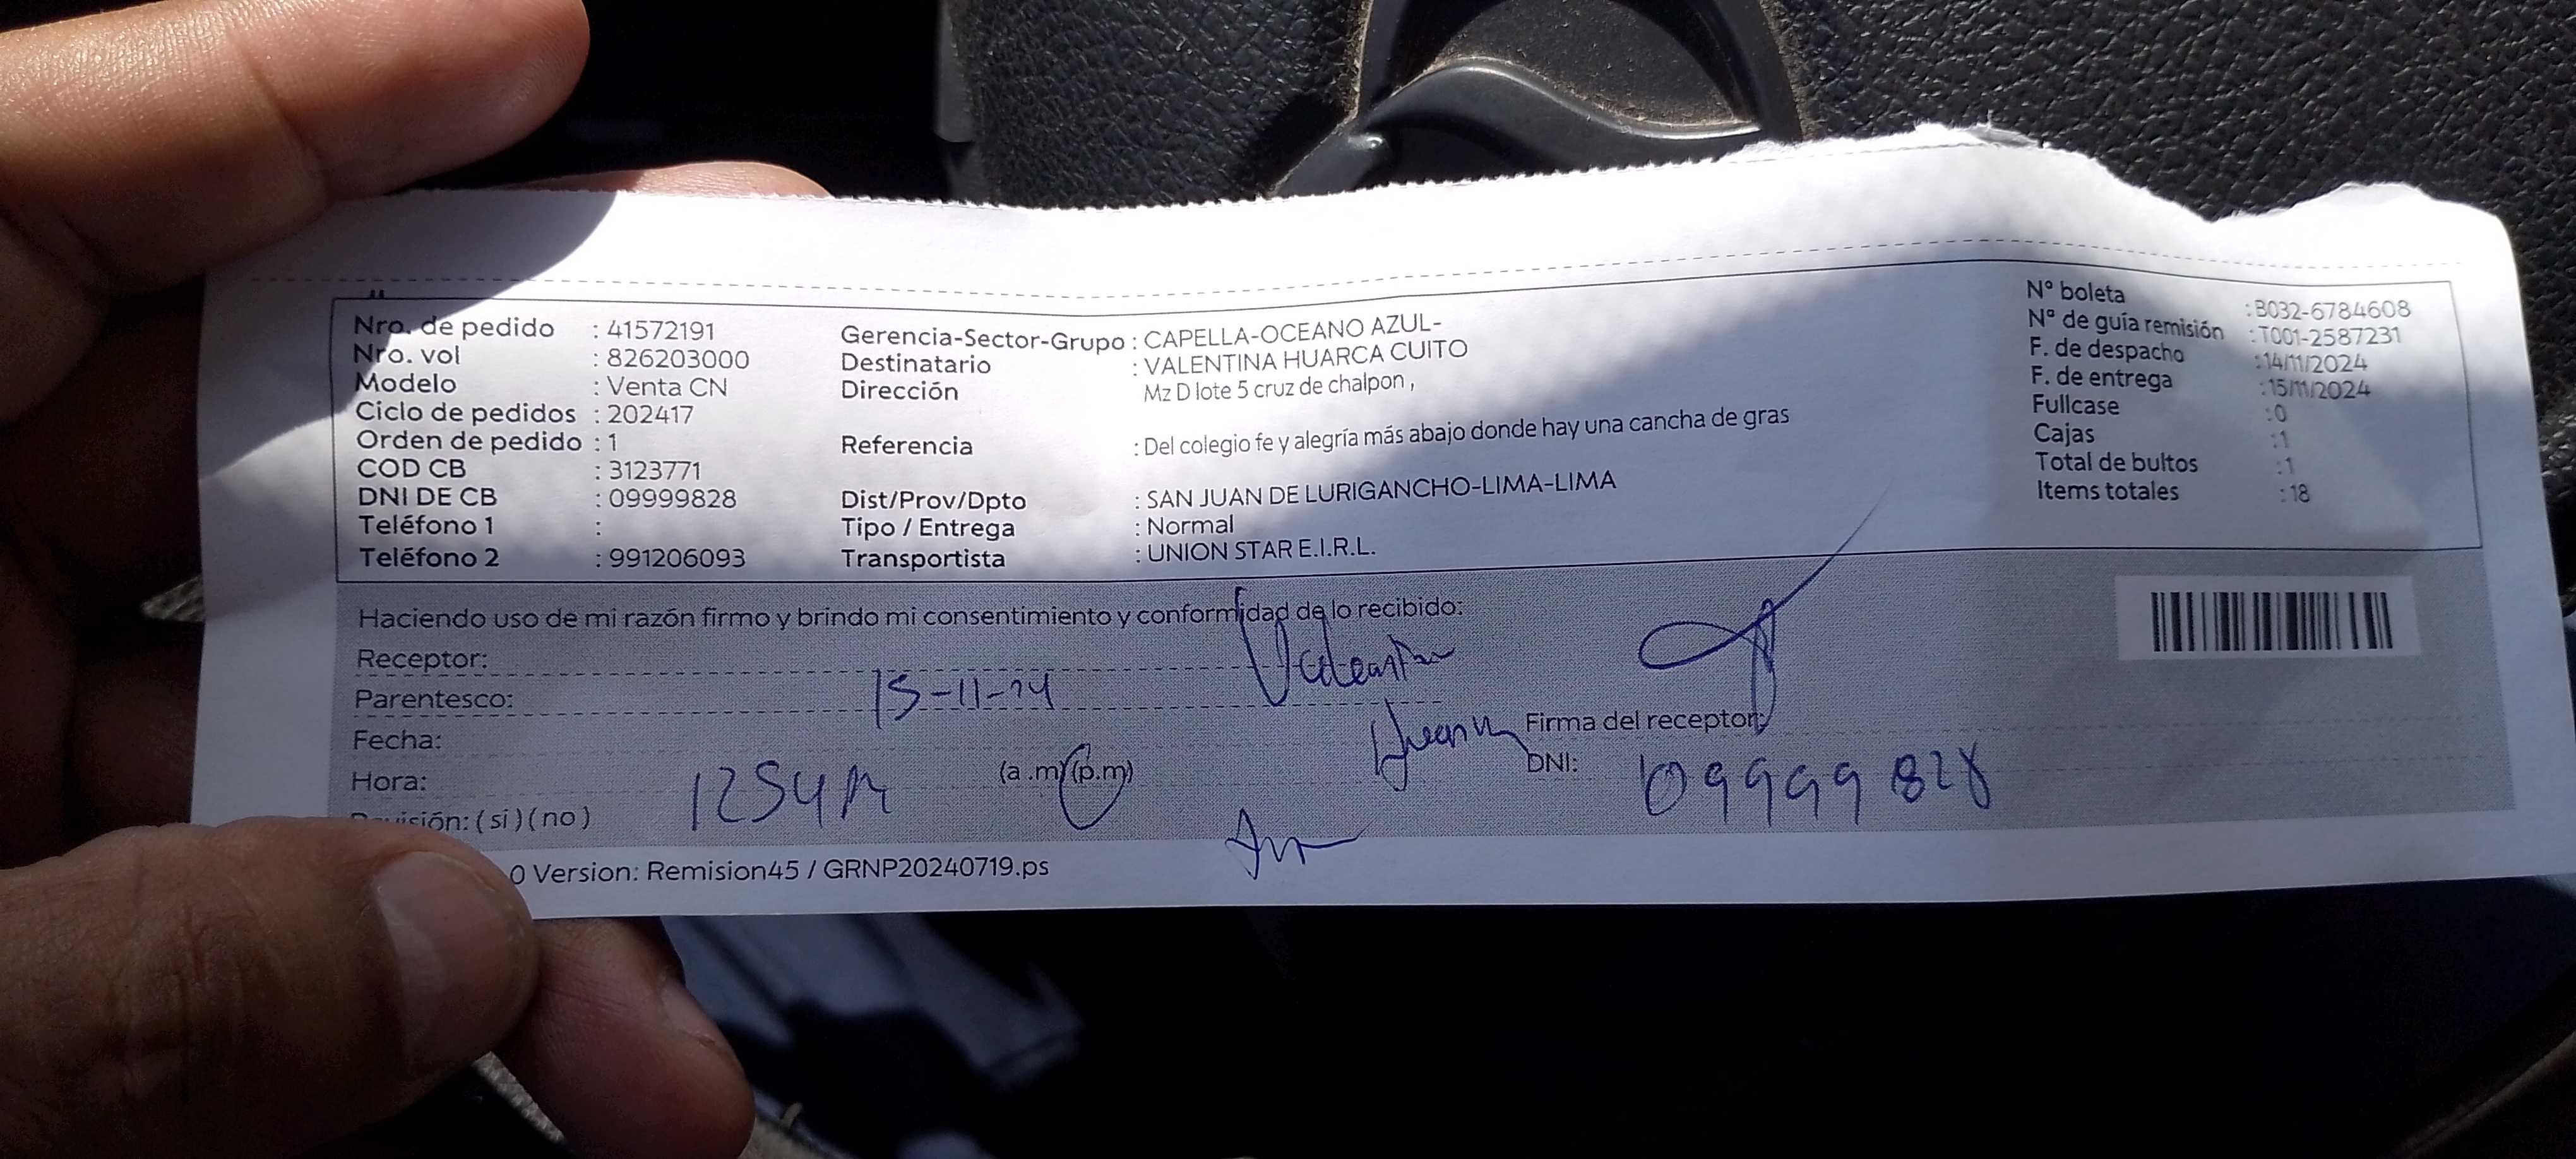 Nro. de pedido : 41572191
Nro. vol : 826203000
Modelo : Venta CN
Ciclo de pedidos : 202417
Orden de pedido : 1
COD CB : 3123771
DNI DE CB : 09999828
Teléfono 1 :
Teléfono 2 : 991206093
Gerencia-Sector-Grupo : CAPELLA-OCEANO AZUL-
Destinatario : VALENTINA HUARCA CUITO
Dirección Mz D lote 5 cruz de chalpon ,
Referencia : Del colegio fe y alegría más abajo donde hay una cancha de gras
Dist/Prov/Dpto : SAN JUAN DE LURIGANCHO-LIMA-LIMA
Tipo / Entrega : Normal
Transportista : UNION STAR E.I.R.L.
N° boleta : B032-6784608
N° de guía remisión : T001-2587231
F. de despacho : 14/11/2024
F. de entrega : 15/11/2024
Fullcase : 0
Cajas : 1
Total de bultos : 1
Items totales : 18
Haciendo uso de mi razón firmo y brindo mi consentimiento y conformidad de lo recibido:
Receptor:
Parentesco: 15-11-24
Fecha:
Hora: 1254 (a.m) (p.m)
(si) (no)
Firma del receptor:
DNI: 09999828
0 Version: Remision45 / GRNP20240719.ps